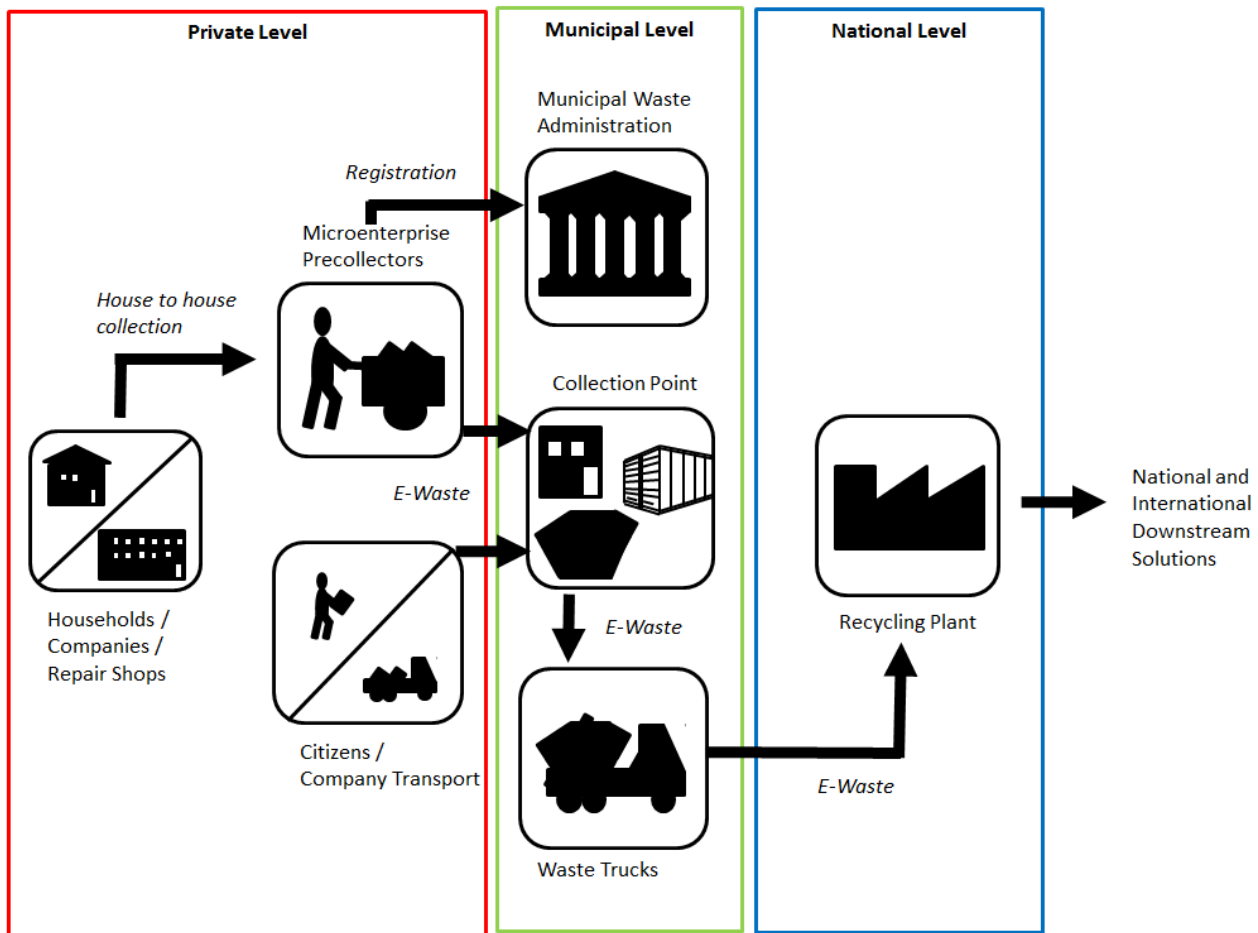 Private Level
Municipal Level
National Level
Municipal Waste
Administration
Registration
Microenterprise
Precollectors
House to house
collection
Collection Point
E-Waste
National and
International
Downstream
Solutions
Households /
Companies /
Repair Shops
E-Waste
Recycling Plant
Citizens /
Company Transport
E-Waste
Waste Trucks